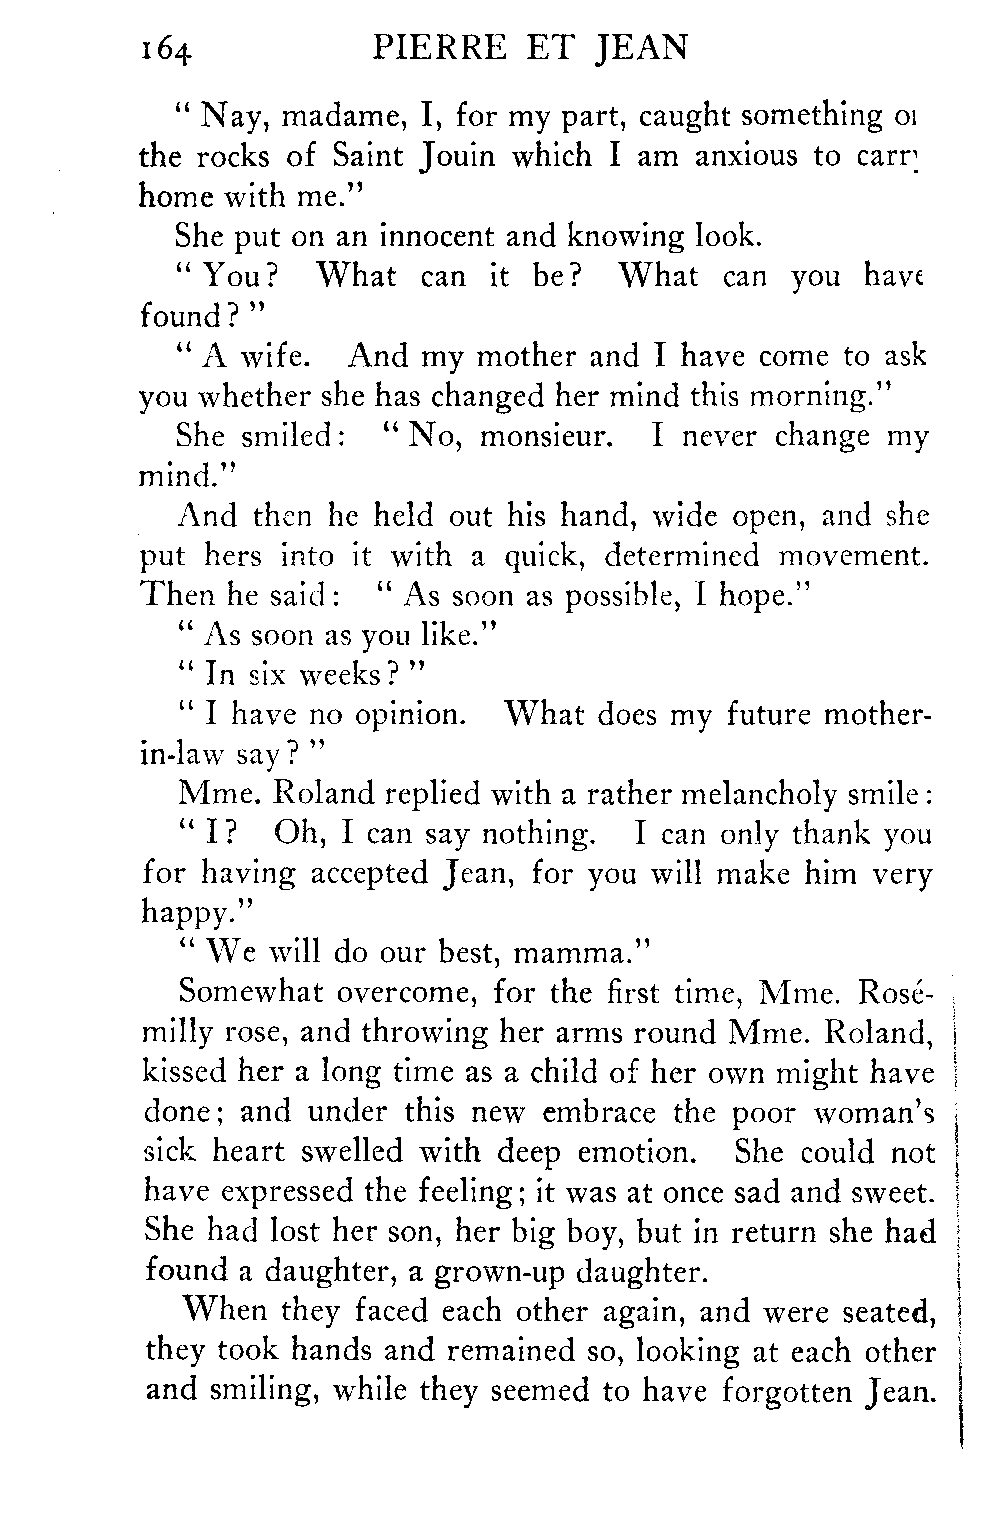 164 PIERRE ET JEAN
“ Nay, madame, I, for my part, caught something on
the rocks of Saint Jouin which I am anxious to carry
home with me.”
She put on an innocent and knowing look.
“ You? What can it be? What can you have
found? ”
“ A wife. And my mother and I have come to ask
you whether she has changed her mind this morning.”
She smiled: “ No, monsieur. I never change my
mind.”
And then he held out his hand, wide open, and she
put hers into it with a quick, determined movement.
Then he said: “ As soon as possible, I hope.”
“ As soon as you like.”
“ In six weeks? ”
“ I have no opinion. What does my future mother-
in-law say? ”
Mme. Roland replied with a rather melancholy smile:
“ I? Oh, I can say nothing. I can only thank you
for having accepted Jean, for you will make him very
happy.”
“ We will do our best, mamma.”
Somewhat overcome, for the first time, Mme. Rosé-
milly rose, and throwing her arms round Mme. Roland,
kissed her a long time as a child of her own might have
done; and under this new embrace the poor woman’s
sick heart swelled with deep emotion. She could not
have expressed the feeling; it was at once sad and sweet.
She had lost her son, her big boy, but in return she had
found a daughter, a grown-up daughter.
When they faced each other again, and were seated,
they took hands and remained so, looking at each other
and smiling, while they seemed to have forgotten Jean.